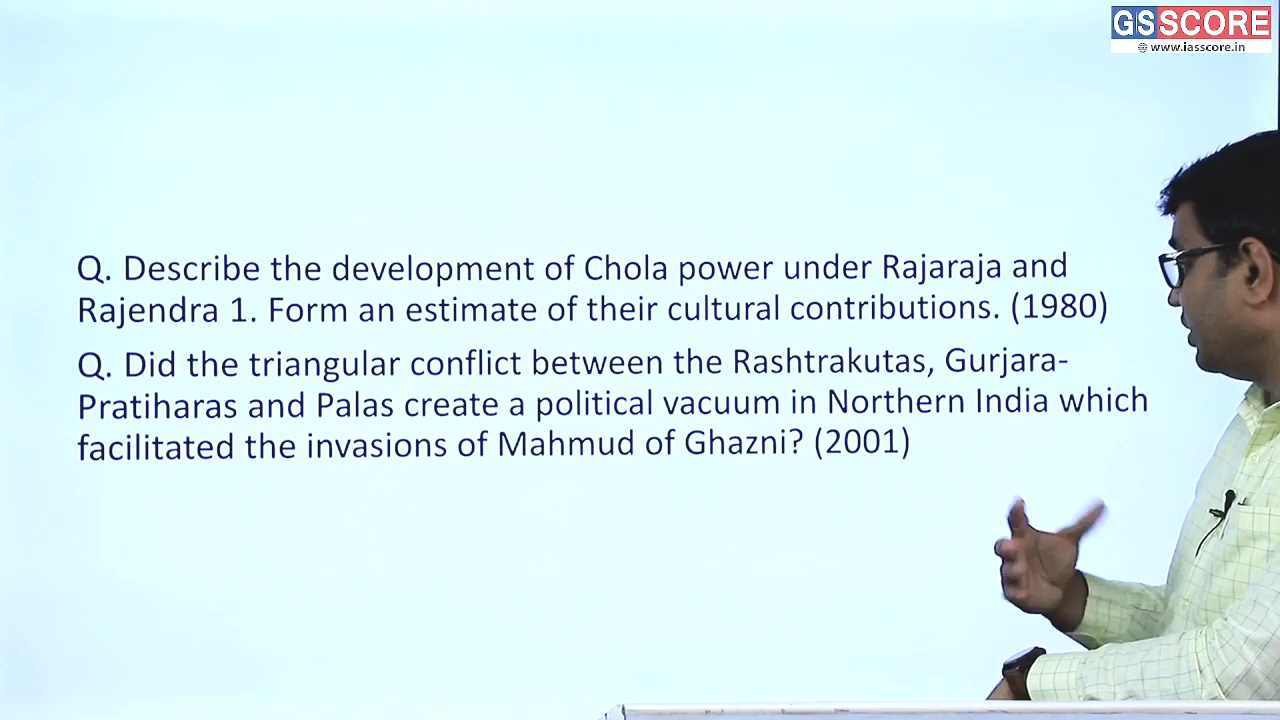 GSSCORE
www.iasscore.in
Q. Describe the development of Chola power under Rajaraja and
Rajendra 1. Form an estimate of their cultural contributions. (1980)
Q. Did the triangular conflict between the Rashtrakutas, Gurjara-
Pratiharas and Palas create a political vacuum in Northern India which
facilitated the invasions of Mahmud of Ghazni? (2001)